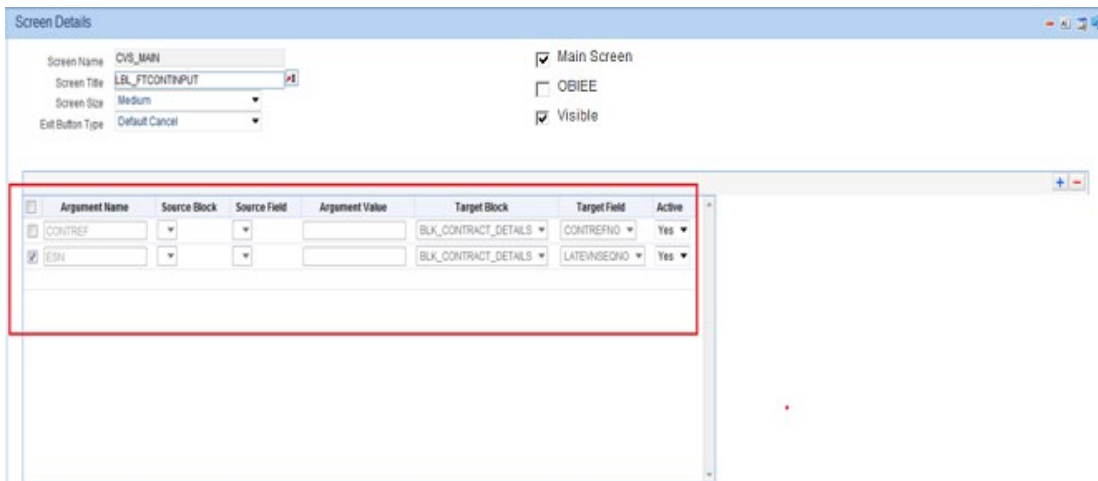 Screen Details
Screen Name CVS_MAIN
Screen Title LBL_FTCONTINPUT
Screen Size Medium
Exit Button Type Default Cancel
Main Screen
OBIEE
Visible
Argument Name Source Block Source Field Argument Value Target Block Target Field Active
CONTREF BLK_CONTRACT_DETAILS CONTREFNO Yes
ESN BLK_CONTRACT_DETAILS LATEVNSEQNO Yes